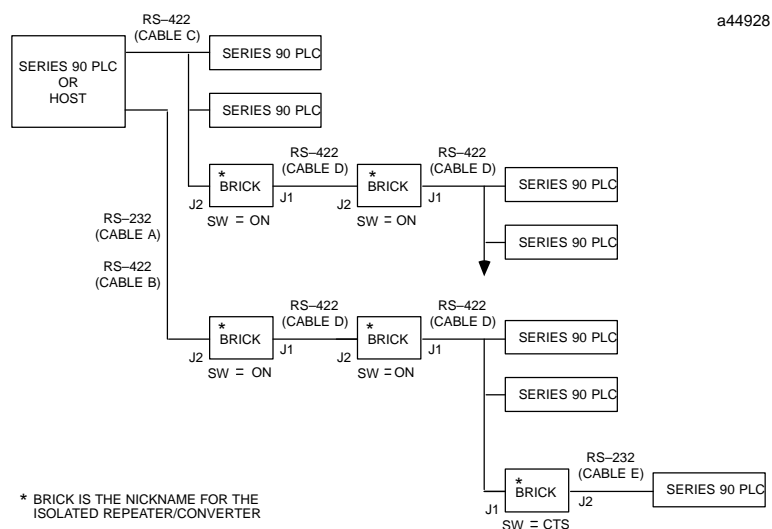 a44928
RS–422
(CABLE C)
SERIES 90 PLC
OR
HOST
SERIES 90 PLC
SERIES 90 PLC
RS–422
(CABLE D)
RS–422
(CABLE D)
*
BRICK
*
BRICK
SERIES 90 PLC
J2
J1
J2
J1
SW = ON
SW = ON
RS–232
(CABLE A)
SERIES 90 PLC
RS–422
(CABLE B)
RS–422
(CABLE D)
RS–422
(CABLE D)
*
BRICK
*
BRICK
SERIES 90 PLC
J2
J1
J2
J1
SW = ON
SW = ON
SERIES 90 PLC
RS–232
(CABLE E)
*
BRICK
SERIES 90 PLC
J1
J2
SW = CTS
* BRICK IS THE NICKNAME FOR THE
ISOLATED REPEATER/CONVERTER